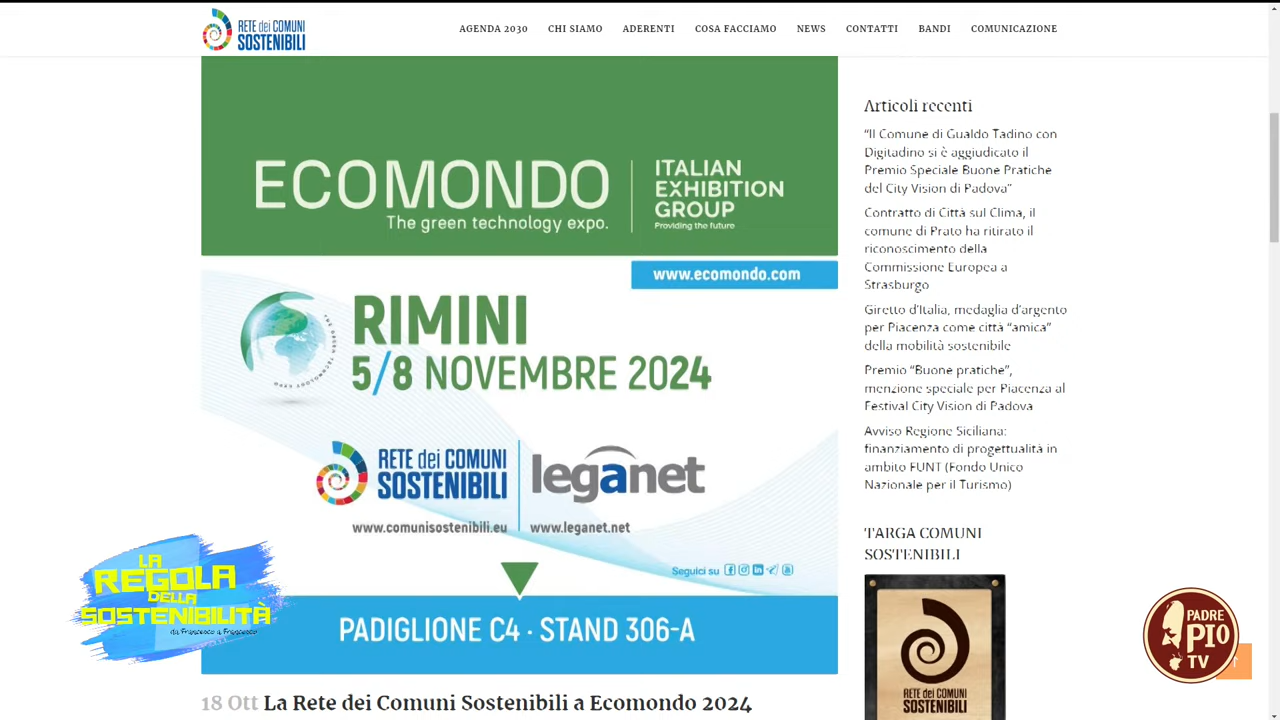 RETE dei COMUNI
SOSTENIBILI
AGENDA 2030
CHI SIAMO
ADERENTI
COSA FACCIAMO
NEWS
CONTATTI
BANDI
COMUNICAZIONE
ECOMONDO
The green technology expo.
ITALIAN
EXHIBITION
GROUP
Providing the future
www.ecomondo.com
RIMINI
5/8 NOVEMBRE 2024
RETE dei COMUNI
SOSTENIBILI
leganet
www.comunisostenibili.eu
www.leganet.net
Seguici su
PADIGLIONE C4 · STAND 306-A
18 Ott La Rete dei Comuni Sostenibili a Ecomondo 2024
Articoli recenti
“Il Comune di Gualdo Tadino con
Digitadino si è aggiudicato il
Premio Speciale Buone Pratiche
del City Vision di Padova”
Contratto di Città sul Clima, il
comune di Prato ha ritirato il
riconoscimento della
Commissione Europea a
Strasburgo
Giretto d’Italia, medaglia d’argento
per Piacenza come città “amica”
della mobilità sostenibile
Premio “Buone pratiche”,
menzione speciale per Piacenza al
Festival City Vision di Padova
Avviso Regione Siciliana:
finanziamento di progettualità in
ambito FUNT (Fondo Unico
Nazionale per il Turismo)
TARGA COMUNI
SOSTENIBILI
RETE dei COMUNI
SOSTENIBILI
LA
REGOLA
DELLA
SOSTENIBILITÀ
da Francesco a Francesco
PADRE
PIO
TV